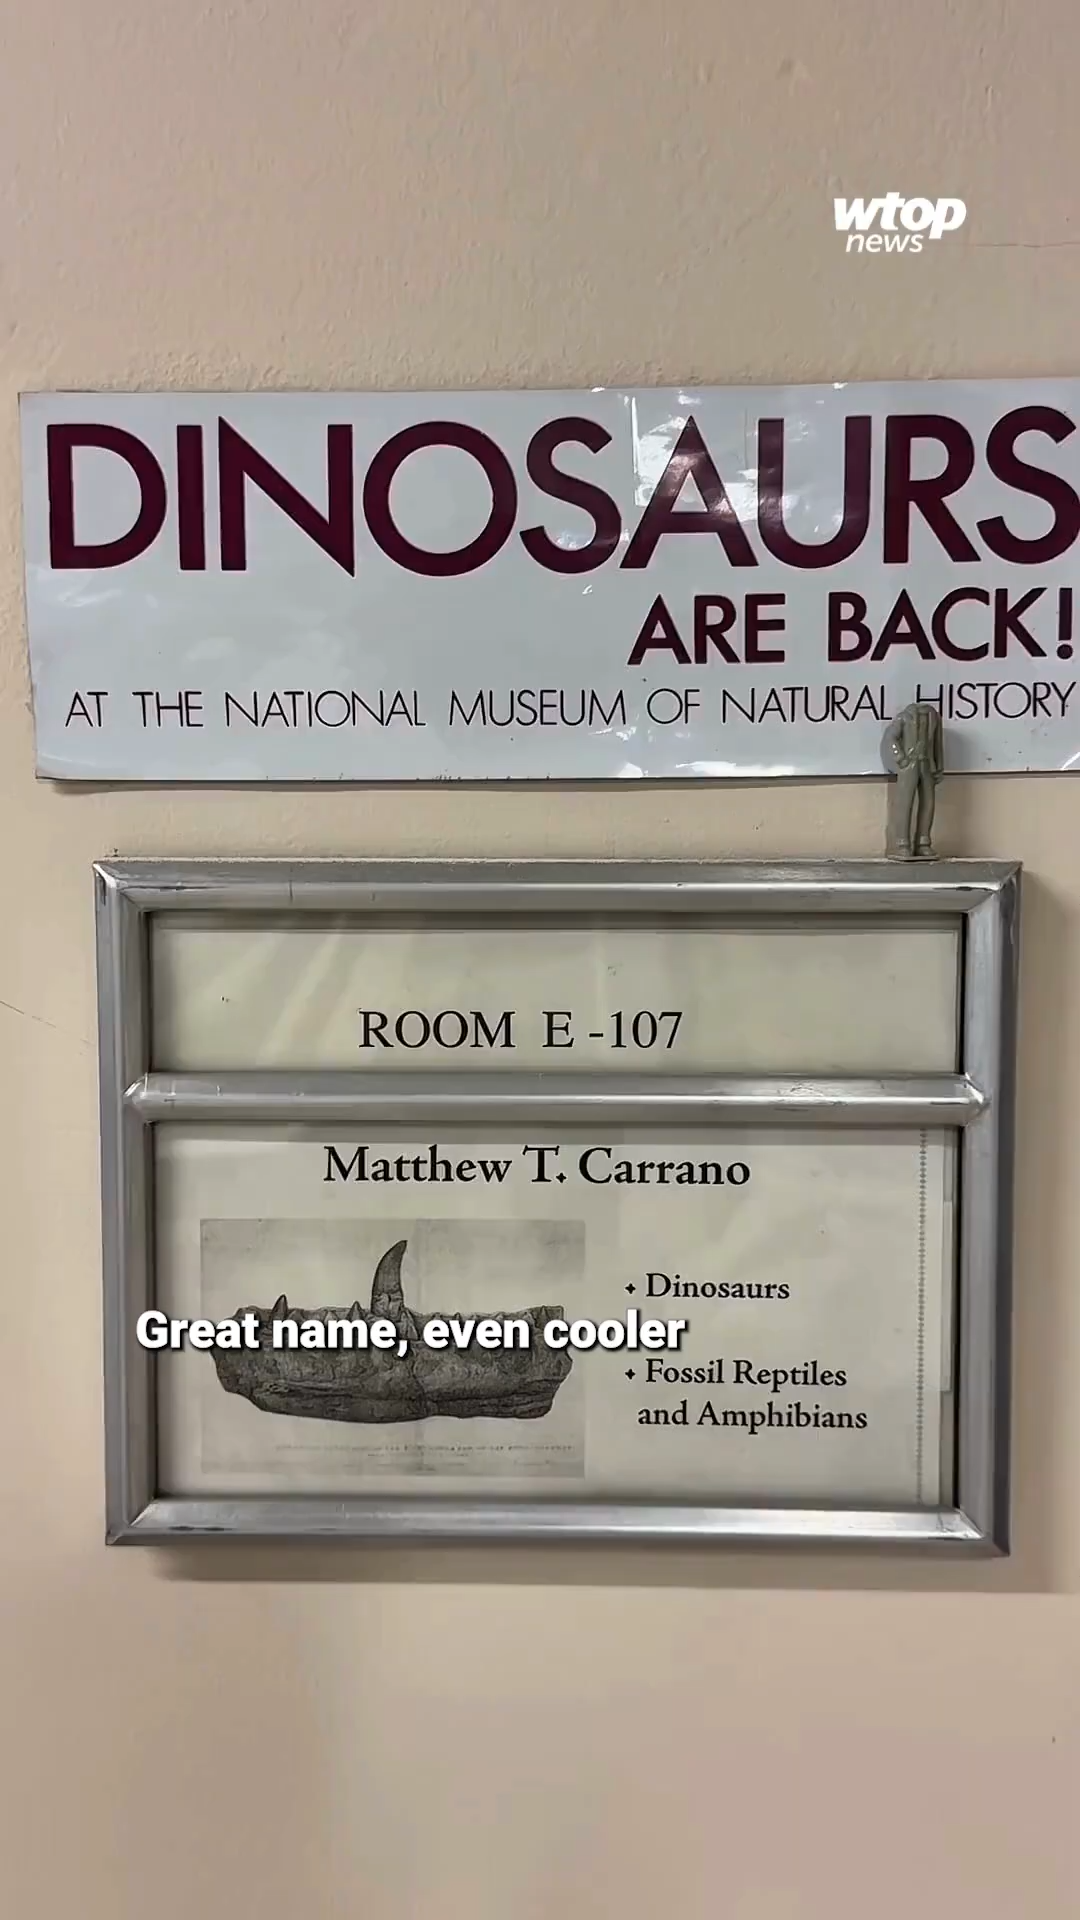 wtop
news
DINOSAURS
ARE BACK!
AT THE NATIONAL MUSEUM OF NATURAL HISTORY
ROOM E-107
Matthew T. Carrano
✦ Dinosaurs
Great name, even cooler
✦ Fossil Reptiles
and Amphibians